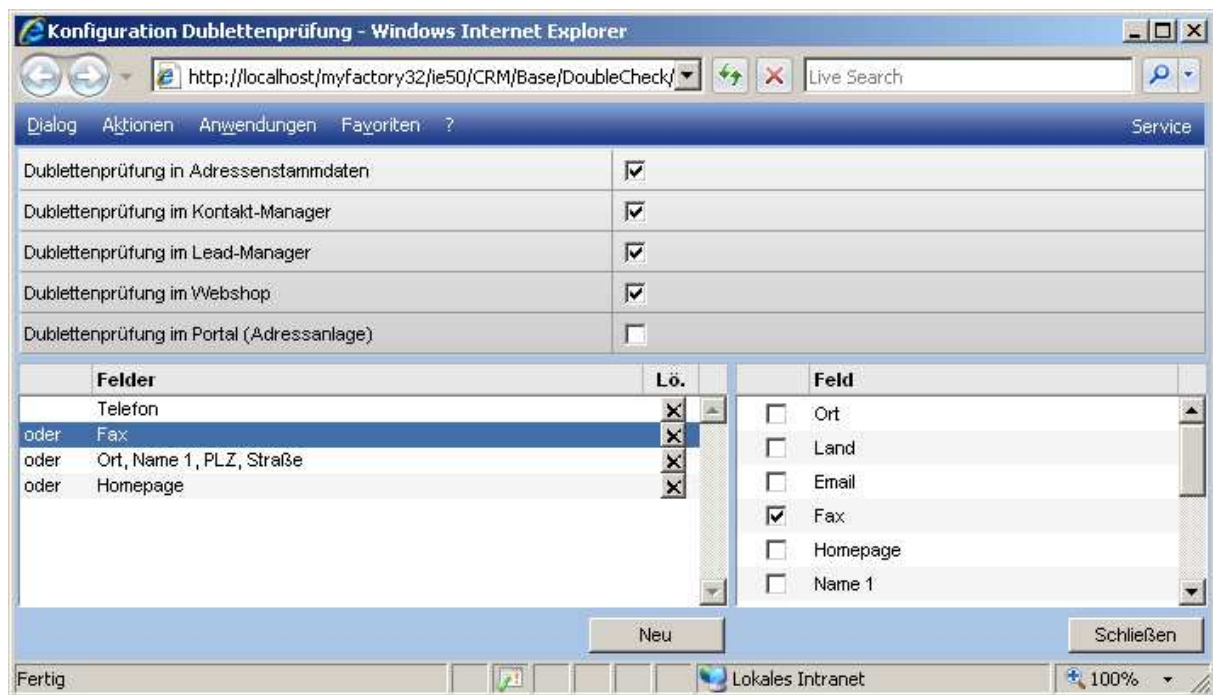 Konfiguration Dublettenprüfung - Windows Internet Explorer
http://localhost/myfactory32/ie50/CRM/Base/DoubleCheck/ Live Search
Dialog Aktionen Anwendungen Favoriten ? Service
Dublettenprüfung in Adressenstammdaten
Dublettenprüfung im Kontakt-Manager
Dublettenprüfung im Lead-Manager
Dublettenprüfung im Webshop
Dublettenprüfung im Portal (Adressanlage)
Felder Lö.
Telefon
oder Fax
oder Ort, Name 1, PLZ, Straße
oder Homepage
Feld
Ort
Land
Email
Fax
Homepage
Name 1
Neu
Schließen
Fertig Lokales Intranet 100%